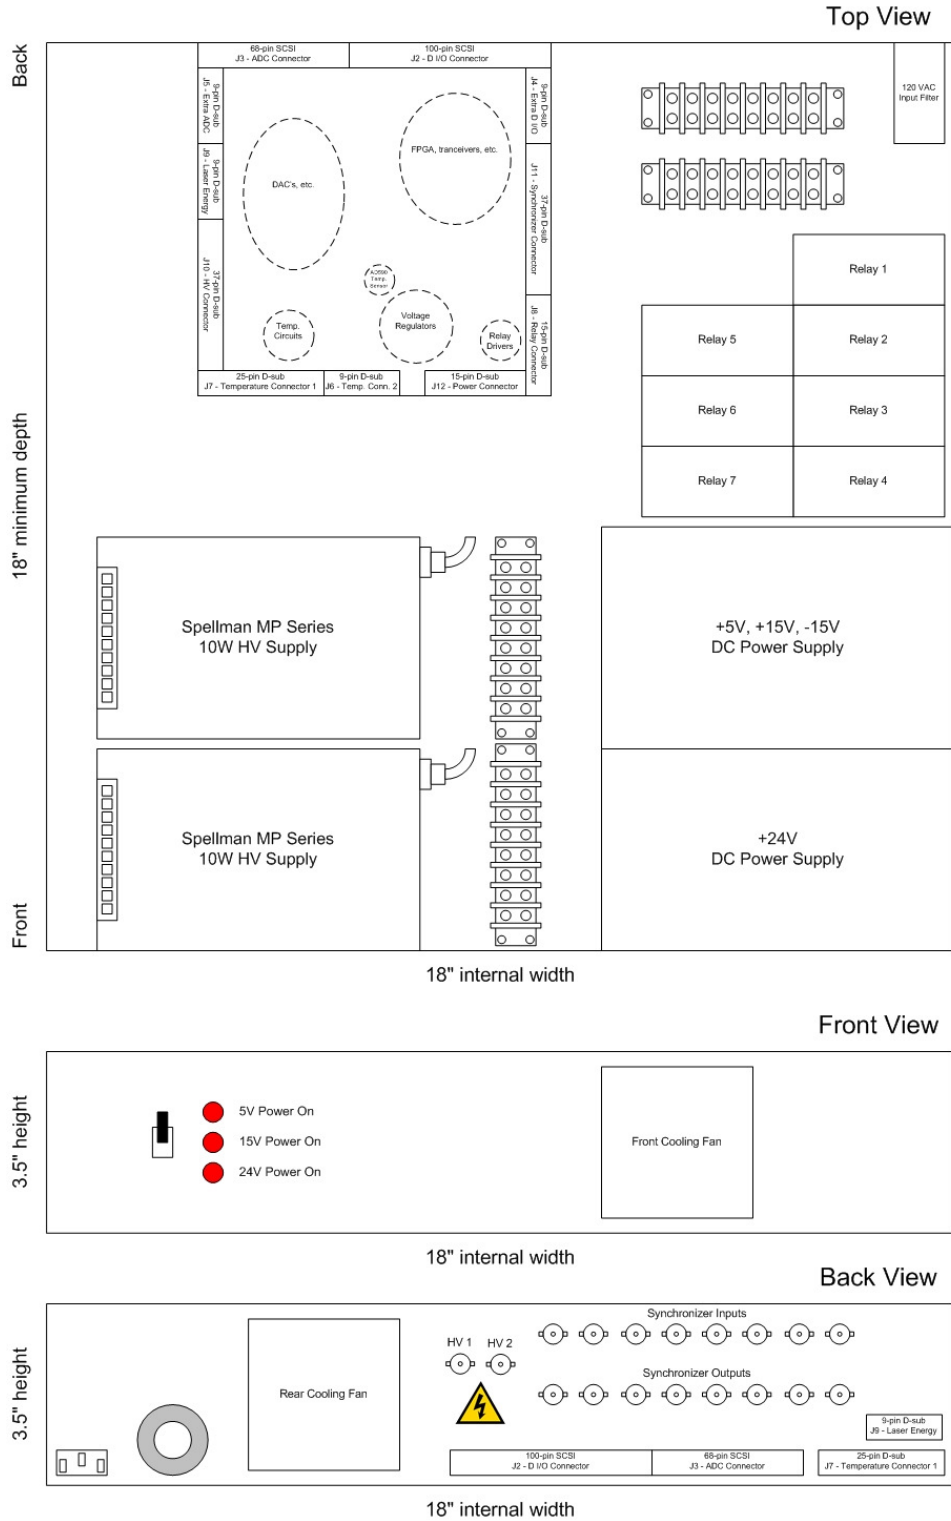 Top View
Back
68-pin SCSI
J3 - ADC Connector
100-pin SCSI
J2 - D I/O Connector
9-pin D-sub
J5 - Extra ADC
9-pin D-sub
J9 - Laser Energy
37-pin D-sub
J10 - HV Connector
9-pin D-sub
J4 - Extra D I/O
37-pin D-sub
J11 - Synchronizer Connector
15-pin D-sub
J8 - Relay Connector
DAC's, etc.
FPGA, tranceivers, etc.
AD590
Temp.
Sensor
Temp.
Circuits
Voltage
Regulators
Relay
Drivers
25-pin D-sub
J7 - Temperature Connector 1
9-pin D-sub
J6 - Temp. Conn. 2
15-pin D-sub
J12 - Power Connector
120 VAC
Input Filter
Relay 1
Relay 5
Relay 2
Relay 6
Relay 3
Relay 7
Relay 4
18" minimum depth
Spellman MP Series
10W HV Supply
+5V, +15V, -15V
DC Power Supply
Spellman MP Series
10W HV Supply
+24V
DC Power Supply
Front
18" internal width
Front View
3.5" height
5V Power On
15V Power On
24V Power On
Front Cooling Fan
18" internal width
Back View
3.5" height
Rear Cooling Fan
HV 1
HV 2
Synchronizer Inputs
Synchronizer Outputs
9-pin D-sub
J9 - Laser Energy
100-pin SCSI
J2 - D I/O Connector
68-pin SCSI
J3 - ADC Connector
25-pin D-sub
J7 - Temperature Connector 1
18" internal width